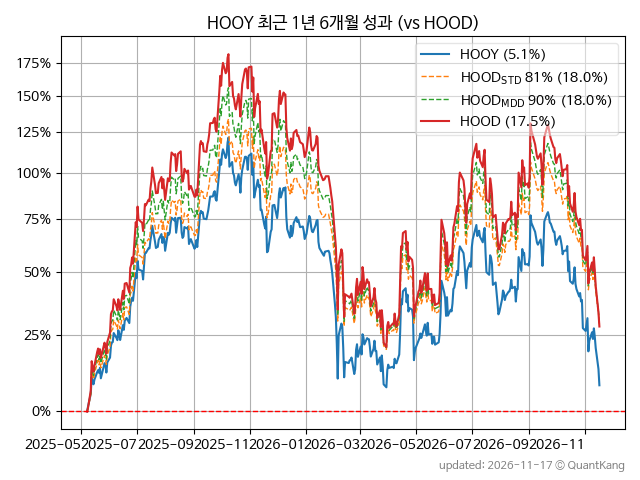 HOOY 최근 1년 6개월 성과 (vs HOOD)
HOOY (5.1%)
HOOD_STD 81% (18.0%)
HOOD_MDD 90% (18.0%)
HOOD (17.5%)
175%
150%
125%
100%
75%
50%
25%
0%
2025-05 2025-07 2025-09 2025-11 2026-01 2026-03 2026-05 2026-07 2026-09 2026-11
updated: 2026-11-17 © QuantKang